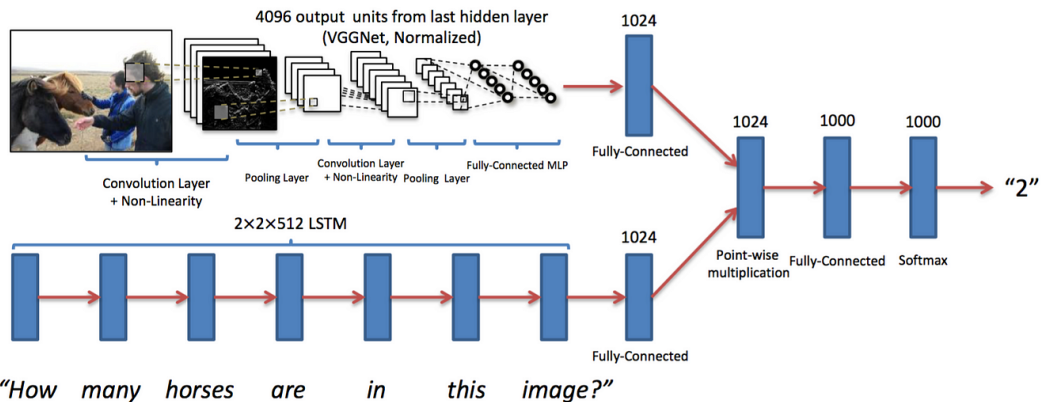 4096 output units from last hidden layer
(VGGNet, Normalized)
1024
Fully-Connected
Convolution Layer
+ Non-Linearity
Pooling Layer
Convolution Layer
+ Non-Linearity
Pooling Layer
Fully-Connected MLP
2×2×512 LSTM
1024
Fully-Connected
1024
Point-wise
multiplication
1000
Fully-Connected
1000
Softmax
“2”
“How many horses are in this image?”